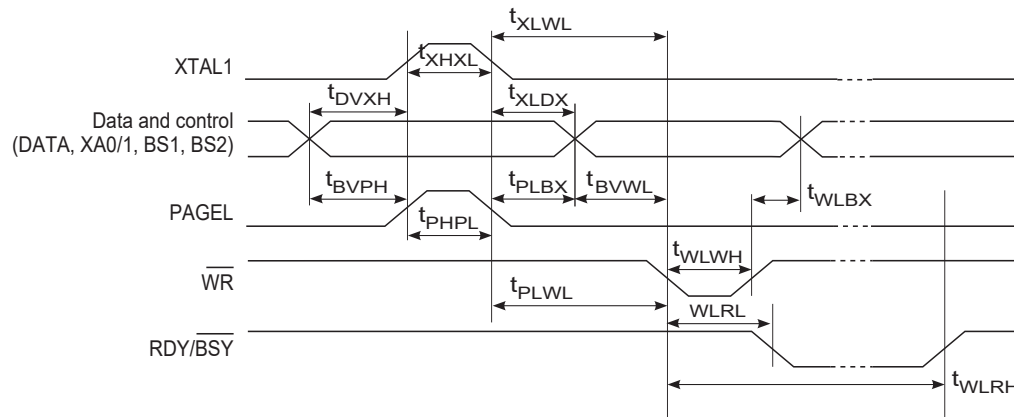 tXLWL
XTAL1
tXHXL
tDVXH
tXLDX
Data and control
(DATA, XA0/1, BS1, BS2)
tBVPH
tPLBX
tBVWL
tWLBX
PAGEL
tPHPL
tWLWH
WR
tPLWL
WLRL
RDY/BSY
tWLRH